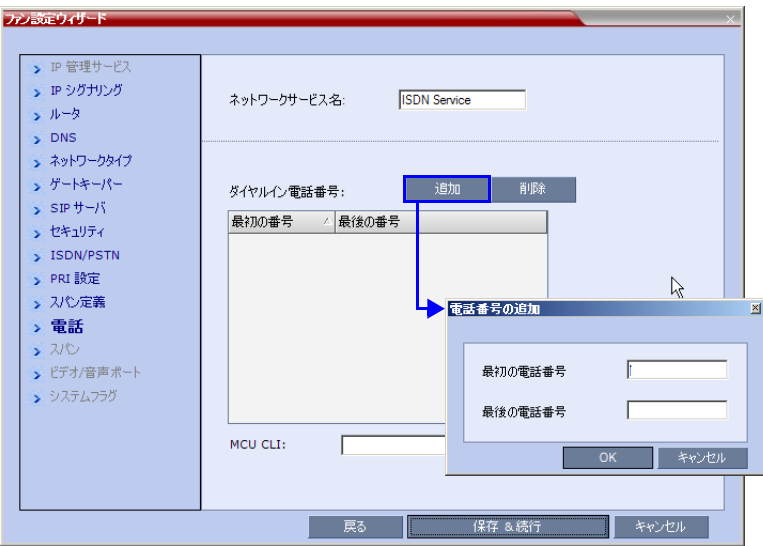 ファン設定ウィザード
IP 管理サービス
IP シグナリング
ルータ
DNS
ネットワークタイプ
ゲートキーパー
SIP サーバ
セキュリティ
ISDN/PSTN
PRI 設定
スパン定義
電話
スパン
ビデオ/音声ポート
システムフラグ
ネットワークサービス名:
ISDN Service
ダイヤルイン電話番号:
追加
削除
最初の番号
最後の番号
電話番号の追加
最初の電話番号
最後の電話番号
OK
キャンセル
MCU CLI:
戻る
保存 &続行
キャンセル